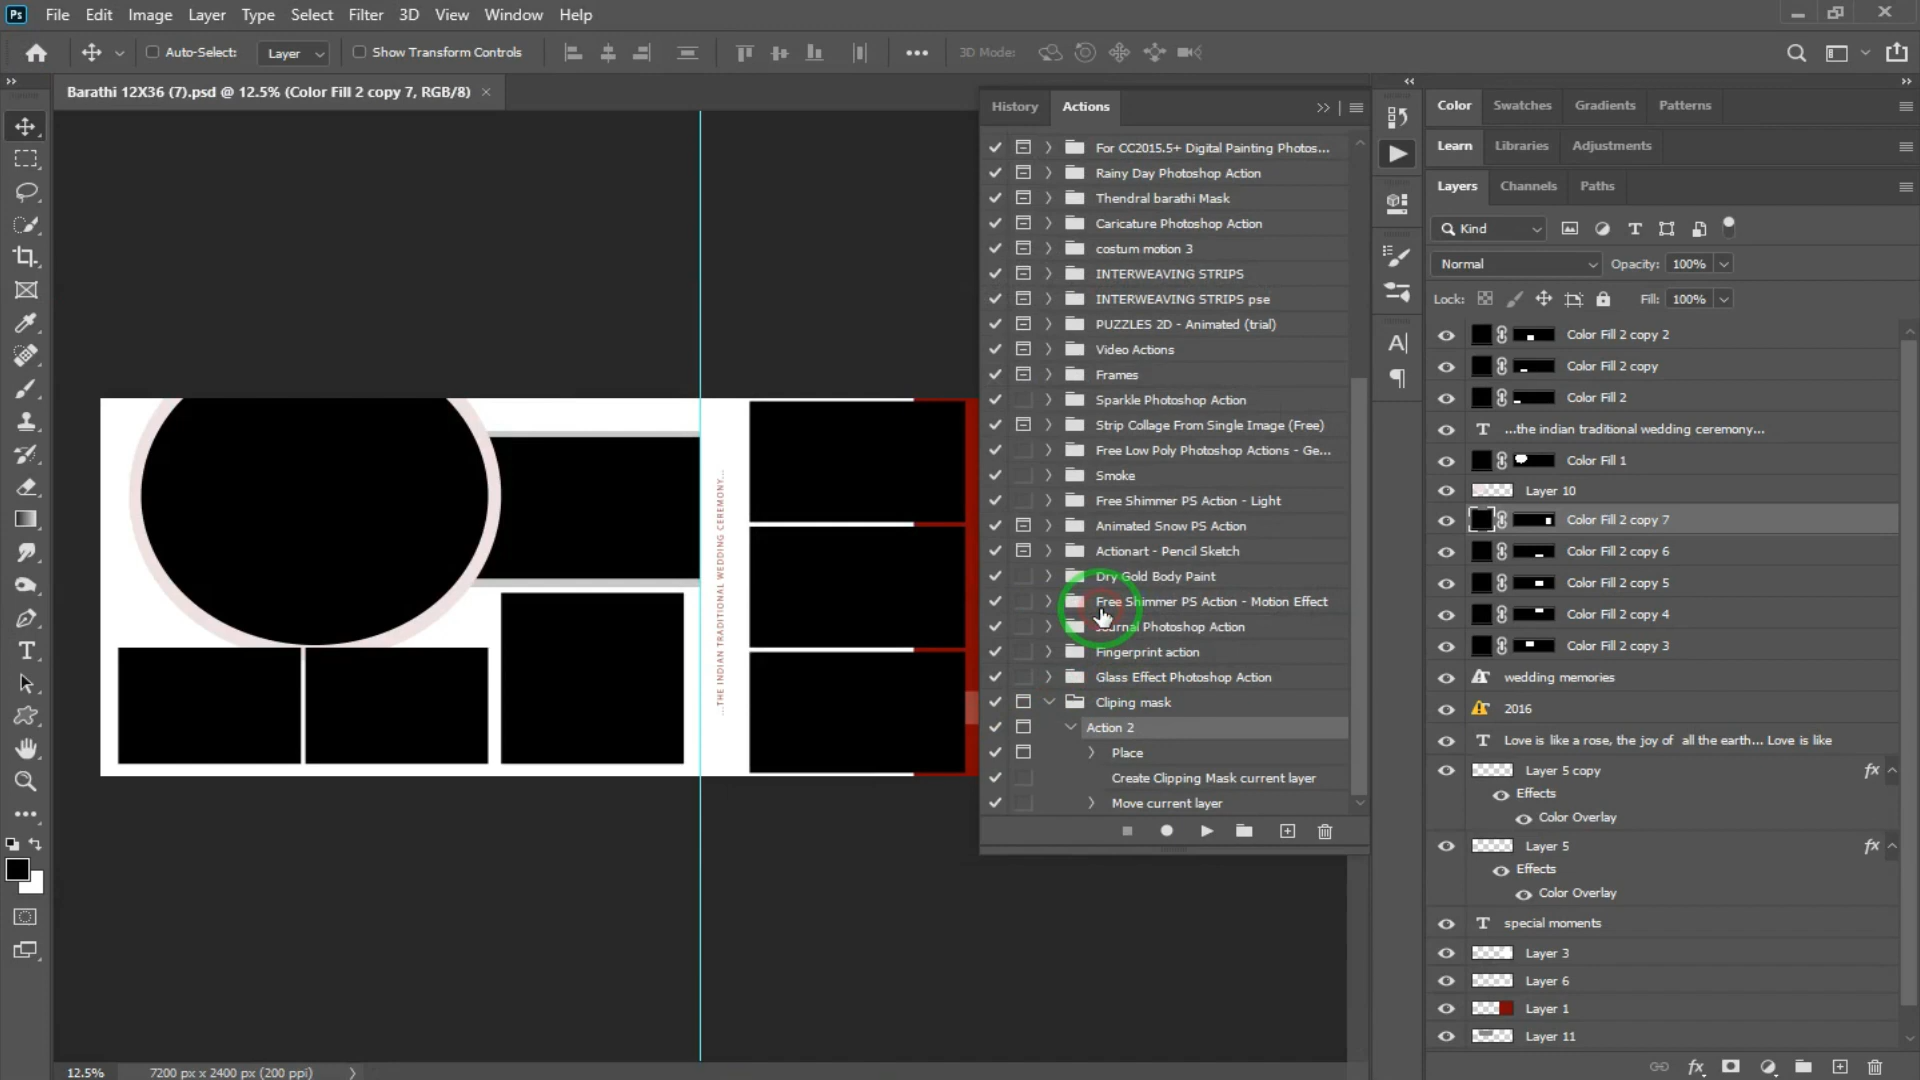 Ps File Edit Image Layer Type Select Filter 3D View Window Help
Auto-Select: Layer Show Transform Controls 3D Mode:
Barathi 12X36 (7).psd @ 12.5% (Color Fill 2 copy 7, RGB/8)
History Actions
For CC2015.5+ Digital Painting Photos...
Rainy Day Photoshop Action
Thendral barathi Mask
Caricature Photoshop Action
costum motion 3
INTERWEAVING STRIPS
INTERWEAVING STRIPS pse
PUZZLES 2D - Animated (trial)
Video Actions
Frames
Sparkle Photoshop Action
Strip Collage From Single Image (Free)
Free Low Poly Photoshop Actions - Ge...
Smoke
Free Shimmer PS Action - Light
Animated Snow PS Action
Actionart - Pencil Sketch
Dry Gold Body Paint
Free Shimmer PS Action - Motion Effect
Journal Photoshop Action
Fingerprint action
Glass Effect Photoshop Action
Cliping mask
Action 2
Place
Create Clipping Mask current layer
Move current layer
...THE INDIAN TRADITIONAL WEDDING CEREMONY...
Color Swatches Gradients Patterns
Learn Libraries Adjustments
Layers Channels Paths
Kind
Normal Opacity: 100%
Lock: Fill: 100%
Color Fill 2 copy 2
Color Fill 2 copy
Color Fill 2
...the indian traditional wedding ceremony...
Color Fill 1
Layer 10
Color Fill 2 copy 7
Color Fill 2 copy 6
Color Fill 2 copy 5
Color Fill 2 copy 4
Color Fill 2 copy 3
wedding memories
2016
Love is like a rose, the joy of all the earth... Love is like
Layer 5 copy fx
Effects
Color Overlay
Layer 5 fx
Effects
Color Overlay
special moments
Layer 3
Layer 6
Layer 1
Layer 11
12.5% 7200 px x 2400 px (200 ppi)